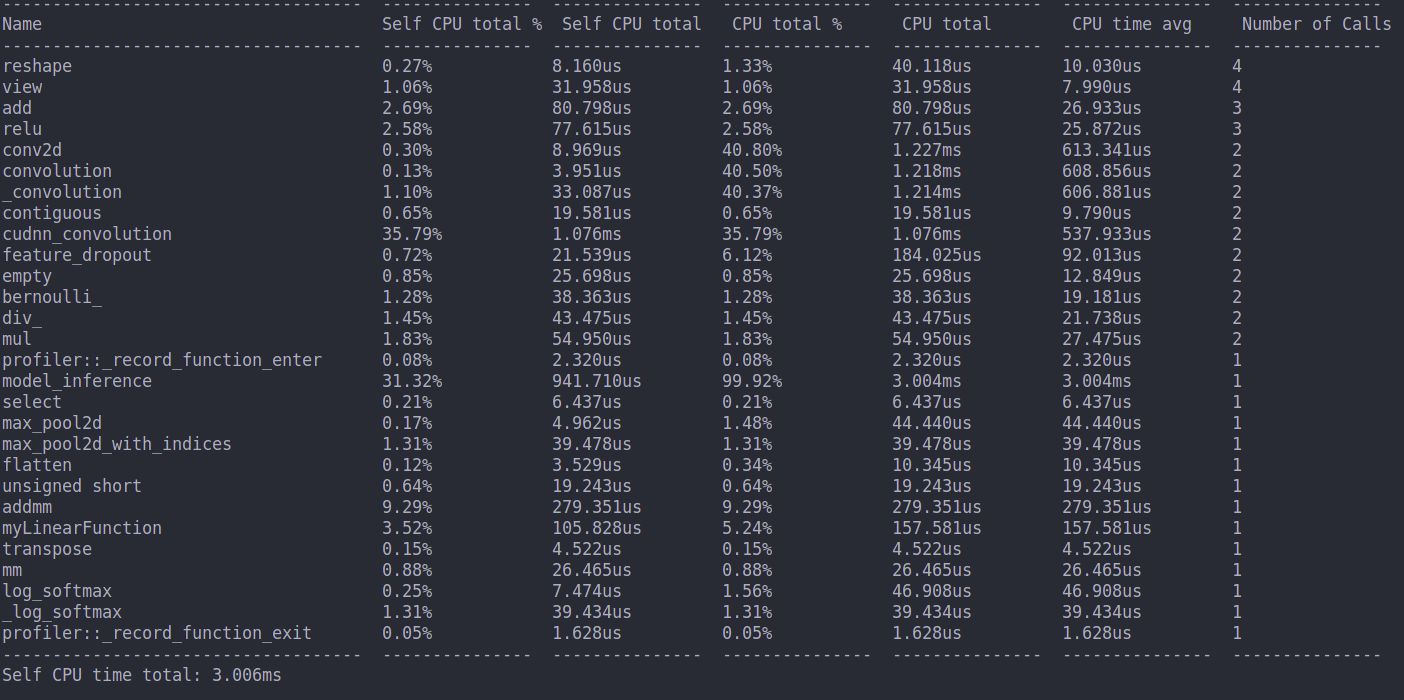 ------------------------------------  ---------------  ---------------  ---------------  ---------------  ---------------  ---------------
Name                                  Self CPU total %  Self CPU total   CPU total %      CPU total        CPU time avg     Number of Calls
------------------------------------  ---------------  ---------------  ---------------  ---------------  ---------------  ---------------
reshape                               0.27%            8.160us          1.33%            40.118us         10.030us         4
view                                  1.06%            31.958us         1.06%            31.958us         7.990us          4
add                                   2.69%            80.798us         2.69%            80.798us         26.933us         3
relu                                  2.58%            77.615us         2.58%            77.615us         25.872us         3
conv2d                                0.30%            8.969us          40.80%           1.227ms          613.341us        2
convolution                           0.13%            3.951us          40.50%           1.218ms          608.856us        2
_convolution                          1.10%            33.087us         40.37%           1.214ms          606.881us        2
contiguous                            0.65%            19.581us         0.65%            19.581us         9.790us          2
cudnn_convolution                     35.79%           1.076ms          35.79%           1.076ms          537.933us        2
feature_dropout                       0.72%            21.539us         6.12%            184.025us        92.013us         2
empty                                 0.85%            25.698us         0.85%            25.698us         12.849us         2
bernoulli_                            1.28%            38.363us         1.28%            38.363us         19.181us         2
div_                                  1.45%            43.475us         1.45%            43.475us         21.738us         2
mul                                   1.83%            54.950us         1.83%            54.950us         27.475us         2
profiler::_record_function_enter      0.08%            2.320us          0.08%            2.320us          2.320us          1
model_inference                       31.32%           941.710us        99.92%           3.004ms          3.004ms          1
select                                0.21%            6.437us          0.21%            6.437us          6.437us          1
max_pool2d                            0.17%            4.962us          1.48%            44.440us         44.440us         1
max_pool2d_with_indices               1.31%            39.478us         1.31%            39.478us         39.478us         1
flatten                               0.12%            3.529us          0.34%            10.345us         10.345us         1
unsigned short                        0.64%            19.243us         0.64%            19.243us         19.243us         1
addmm                                 9.29%            279.351us        9.29%            279.351us        279.351us        1
myLinearFunction                      3.52%            105.828us        5.24%            157.581us        157.581us        1
transpose                             0.15%            4.522us          0.15%            4.522us          4.522us          1
mm                                    0.88%            26.465us         0.88%            26.465us         26.465us         1
log_softmax                           0.25%            7.474us          1.56%            46.908us         46.908us         1
_log_softmax                          1.31%            39.434us         1.31%            39.434us         39.434us         1
profiler::_record_function_exit       0.05%            1.628us          0.05%            1.628us          1.628us          1
------------------------------------  ---------------  ---------------  ---------------  ---------------  ---------------  ---------------
Self CPU time total: 3.006ms